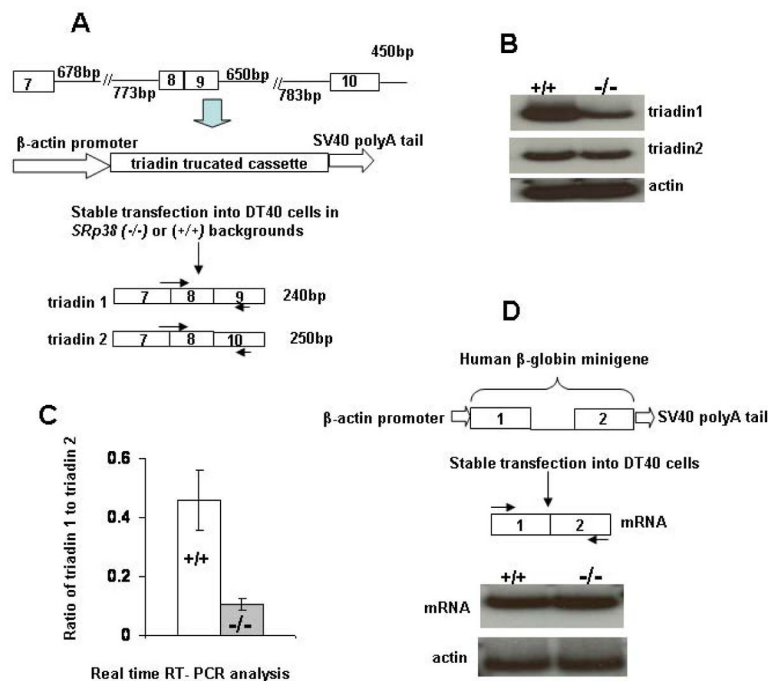 A
678bp
450bp
7
//
8
9
650bp
//
10
773bp
783bp
β-actin promoter
SV40 polyA tail
triadin trucated cassette
Stable transfection into DT40 cells in
SRp38 (-/-) or (+/+) backgrounds
triadin 1
7
8
9
240bp
triadin 2
7
8
10
250bp
B
+/+
-/-
triadin1
triadin2
actin
C
Ratio of triadin 1 to triadin 2
0.6
0.4
0.2
0
+/+
-/-
Real time RT- PCR analysis
D
Human β-globin minigene
β-actin promoter
1
2
SV40 polyA tail
Stable transfection into DT40 cells
1
2
mRNA
+/+
-/-
mRNA
actin